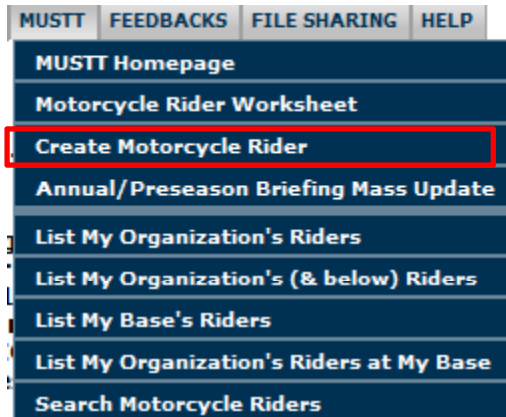 MUSTT FEEDBACKS FILE SHARING HELP
MUSTT Homepage
Motorcycle Rider Worksheet
Create Motorcycle Rider
Annual/Preseason Briefing Mass Update
List My Organization's Riders
List My Organization's (& below) Riders
List My Base's Riders
List My Organization's Riders at My Base
Search Motorcycle Riders